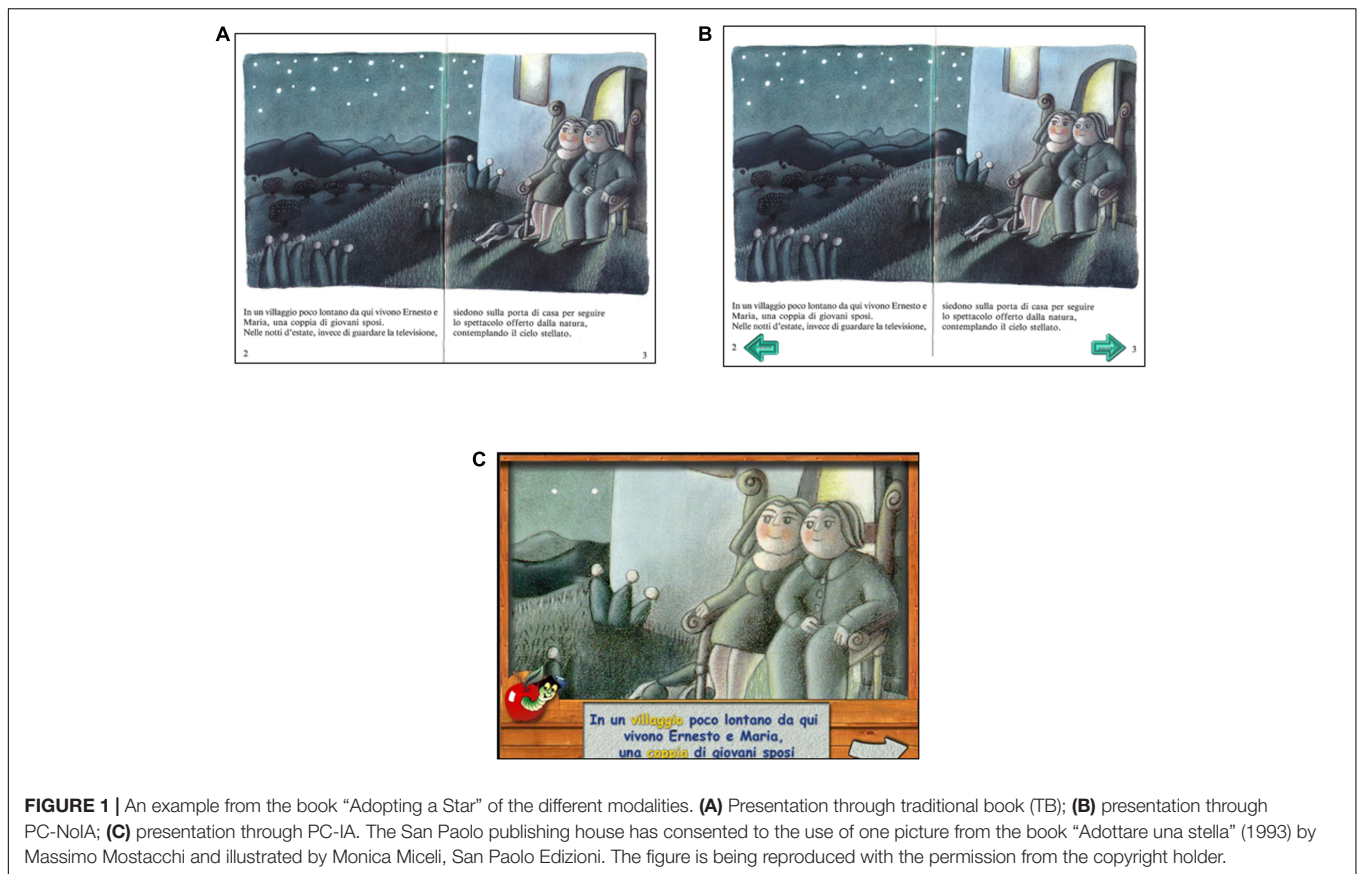 A
In un villaggio poco lontano da qui vivono Ernesto e
Maria, una coppia di giovani sposi.
Nelle notti d'estate, invece di guardare la televisione,
2
siedono sulla porta di casa per seguire
lo spettacolo offerto dalla natura,
contemplando il cielo stellato.
3
B
In un villaggio poco lontano da qui vivono Ernesto e
Maria, una coppia di giovani sposi.
Nelle notti d'estate, invece di guardare la televisione,
2
siedono sulla porta di casa per seguire
lo spettacolo offerto dalla natura,
contemplando il cielo stellato.
3
C
In un villaggio poco lontano da qui
vivono Ernesto e Maria,
una coppia di giovani sposi
FIGURE 1 | An example from the book “Adopting a Star” of the different modalities. (A) Presentation through traditional book (TB); (B) presentation through
PC-NoIA; (C) presentation through PC-IA. The San Paolo publishing house has consented to the use of one picture from the book “Adottare una stella” (1993) by
Massimo Mostacchi and illustrated by Monica Miceli, San Paolo Edizioni. The figure is being reproduced with the permission from the copyright holder.